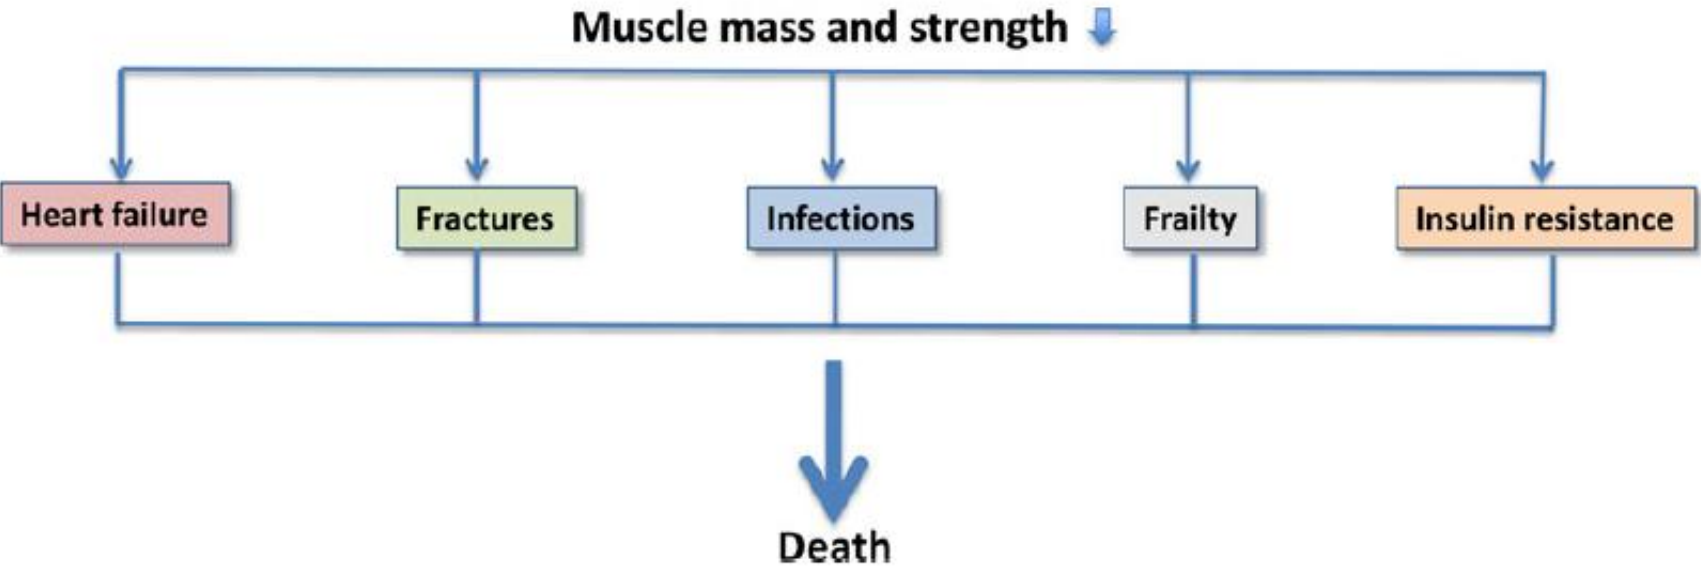 Muscle mass and strength
Heart failure
Fractures
Infections
Frailty
Insulin resistance
Death